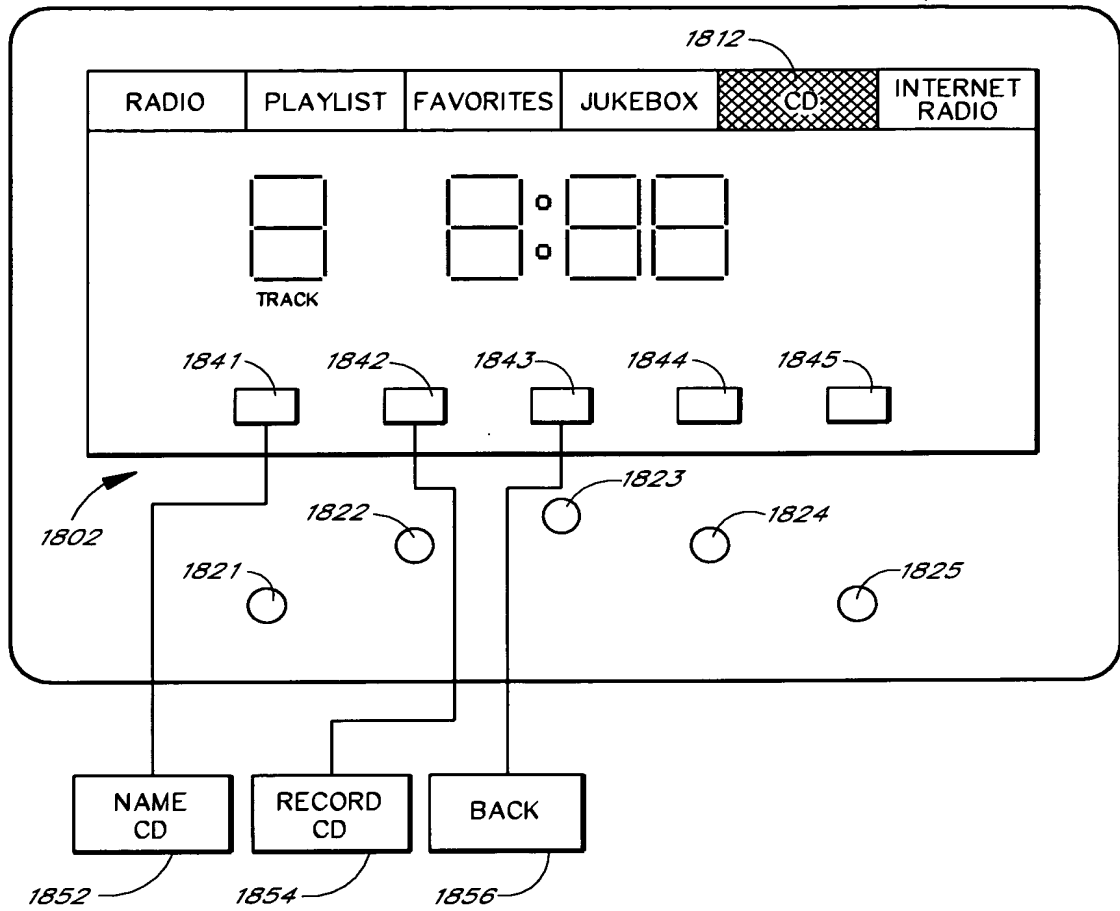 1812
RADIO PLAYLIST FAVORITES JUKEBOX CD INTERNET RADIO
TRACK
1841 1842 1843 1844 1845
1802
1821 1822 1823 1824 1825
NAME CD
RECORD CD
BACK
1852 1854 1856